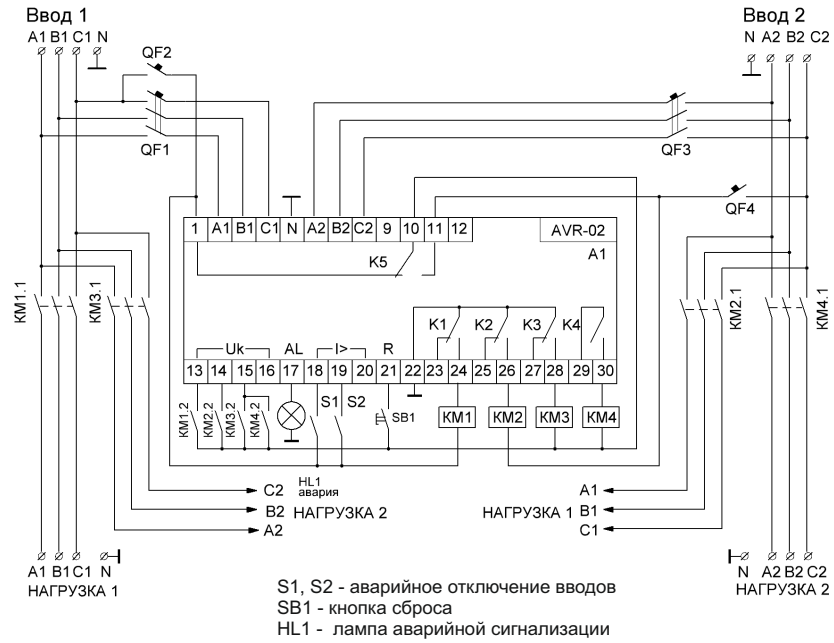 Ввод 1
Ввод 2
A1 B1 C1 N
N A2 B2 C2
QF2
QF1
QF3
QF4
1 A1 B1 C1 N A2 B2 C2 9 10 11 12
AVR-02
A1
K5
KM1.1
KM3.1
KM2.1
KM4.1
K1 K2 K3 K4
Uk AL I> R
13 14 15 16 17 18 19 20 21 22 23 24 25 26 27 28 29 30
KM1.2
KM2.2
KM3.2
KM4.2
S1 S2
SB1
KM1 KM2 KM3 KM4
HL1
авария
C2
B2 НАГРУЗКА 2
A2
A1
НАГРУЗКА 1 B1
C1
A1 B1 C1 N
НАГРУЗКА 1
N A2 B2 C2
НАГРУЗКА 2
S1, S2 - аварийное отключение вводов
SB1 - кнопка сброса
HL1 - лампа аварийной сигнализации